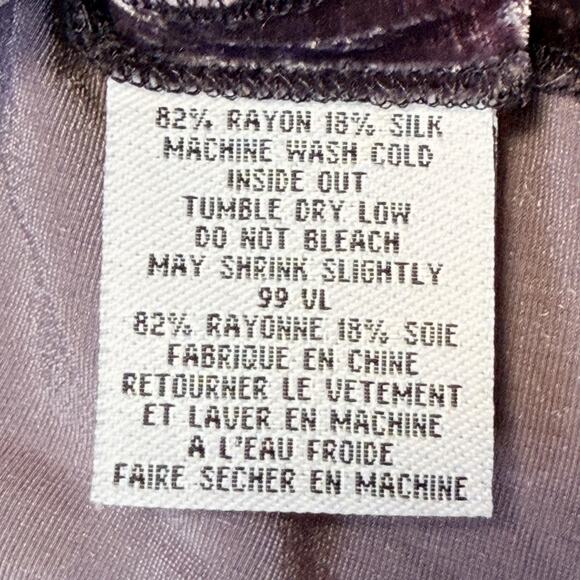 82% RAYON 18% SILK
MACHINE WASH COLD
INSIDE OUT
TUMBLE DRY LOW
DO NOT BLEACH
MAY SHRINK SLIGHTLY
99 VL
82% RAYONNE 18% SOIE
FABRIQUE EN CHINE
RETOURNER LE VETEMENT
ET LAVER EN MACHINE
A L'EAU FROIDE
FAIRE SECHER EN MACHINE